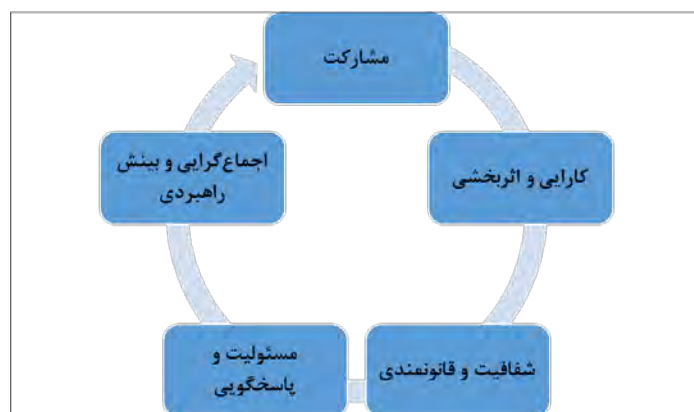 مشارکت
کارایی و اثربخشی
شفافیت و قانونمندی
مسئولیت و
پاسخگویی
اجماع‌گرایی و بینش
راهبردی